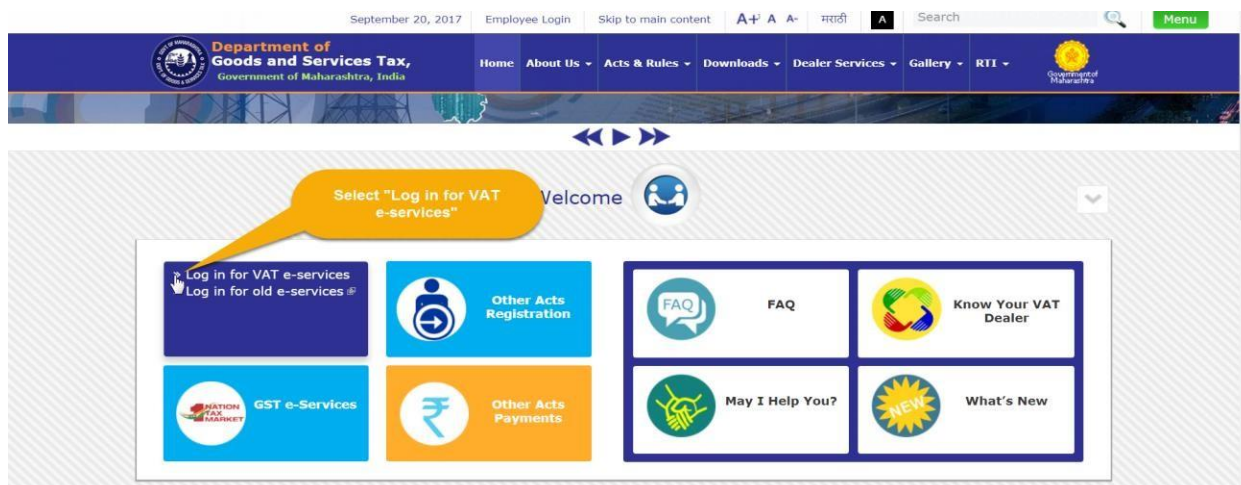 September 20, 2017 Employee Login Skip to main content A+ A A- मराठी A Search Menu
Department of
Goods and Services Tax,
Government of Maharashtra, India
Home About Us Acts & Rules Downloads Dealer Services Gallery RTI
Government of
Maharashtra
Select "Log in for VAT
e-services"
Welcome
Log in for VAT e-services
Log in for old e-services
Other Acts
Registration
FAQ
FAQ
Know Your VAT
Dealer
NATION
TAX
MARKET
GST e-Services
Other Acts
Payments
May I Help You?
NEW
What's New